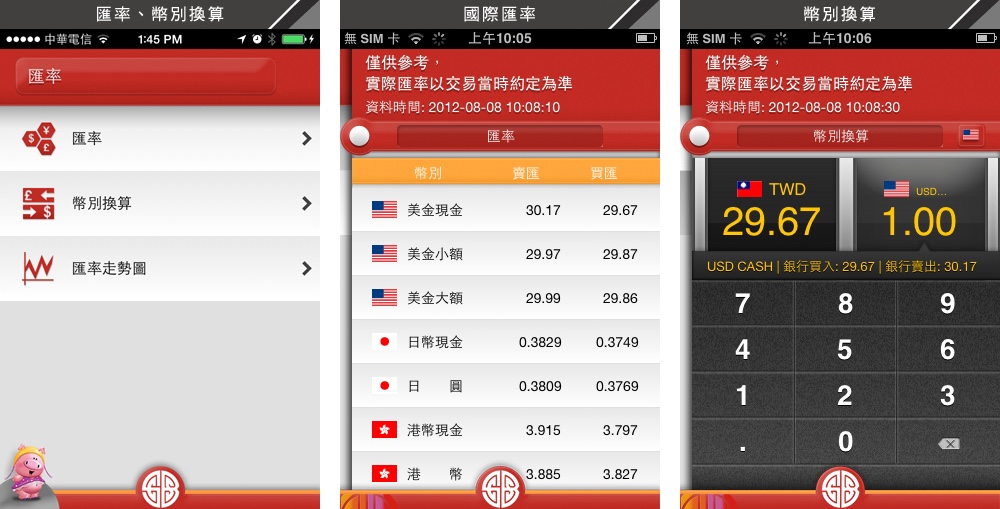 匯率、幣別換算
中華電信
1:45 PM
匯率
匯率
幣別換算
匯率走勢圖
國際匯率
無 SIM 卡
上午10:05
僅供參考，
實際匯率以交易當時約定為準
資料時間: 2012-08-08 10:08:10
匯率
幣別 賣匯 買匯
美金現金 30.17 29.67
美金小額 29.97 29.87
美金大額 29.99 29.86
日幣現金 0.3829 0.3749
日 圓 0.3809 0.3769
港幣現金 3.915 3.797
港 幣 3.885 3.827
幣別換算
無 SIM 卡
上午10:06
僅供參考，
實際匯率以交易當時約定為準
資料時間: 2012-08-08 10:08:30
幣別換算
TWD USD...
29.67 1.00
USD CASH | 銀行買入: 29.67 | 銀行賣出: 30.17
7 8 9
4 5 6
1 2 3
. 0